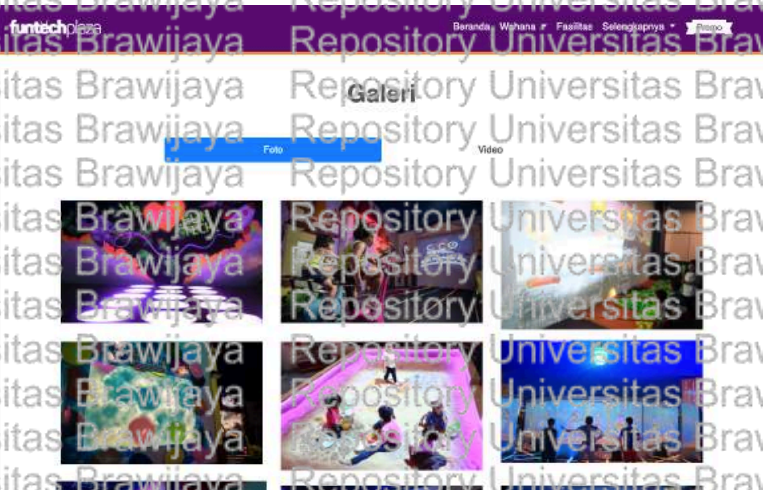 funtechplaza
Beranda Wahana Fasilitas Selengkapnya Promo
Galeri
Foto Video
Repository Universitas Brawijaya